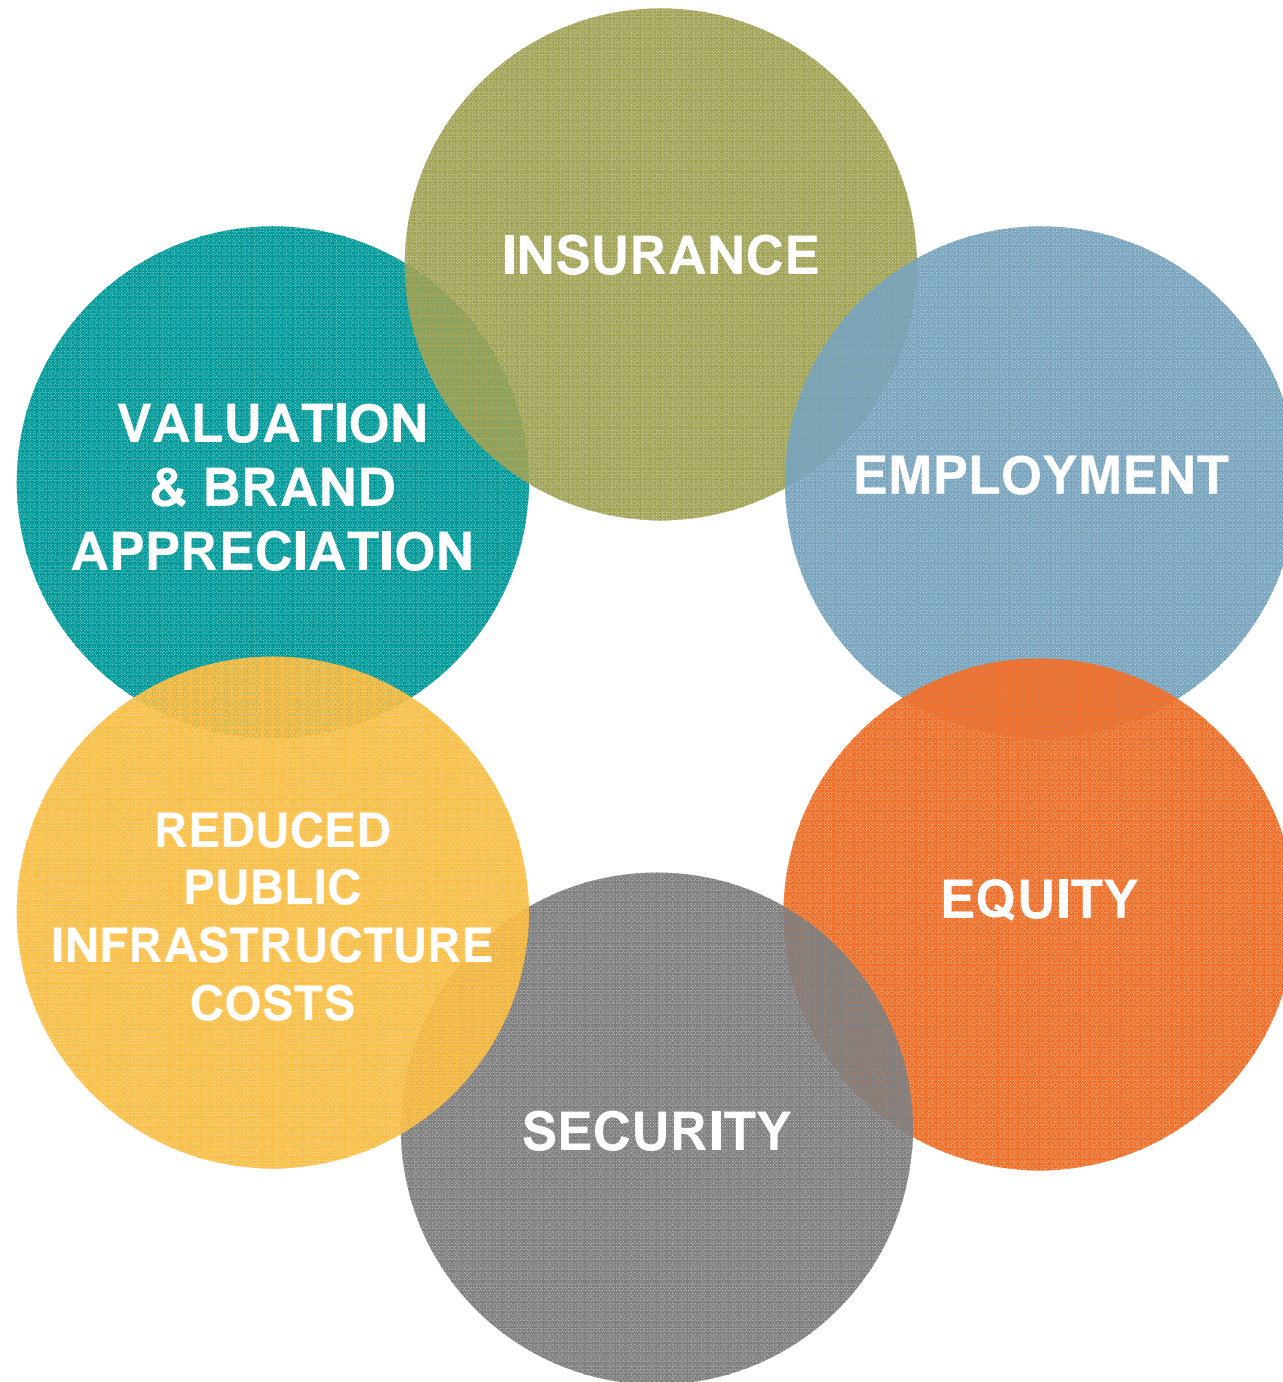 INSURANCE
EMPLOYMENT
EQUITY
SECURITY
REDUCED
PUBLIC
INFRASTRUCTURE
COSTS
VALUATION
& BRAND
APPRECIATION